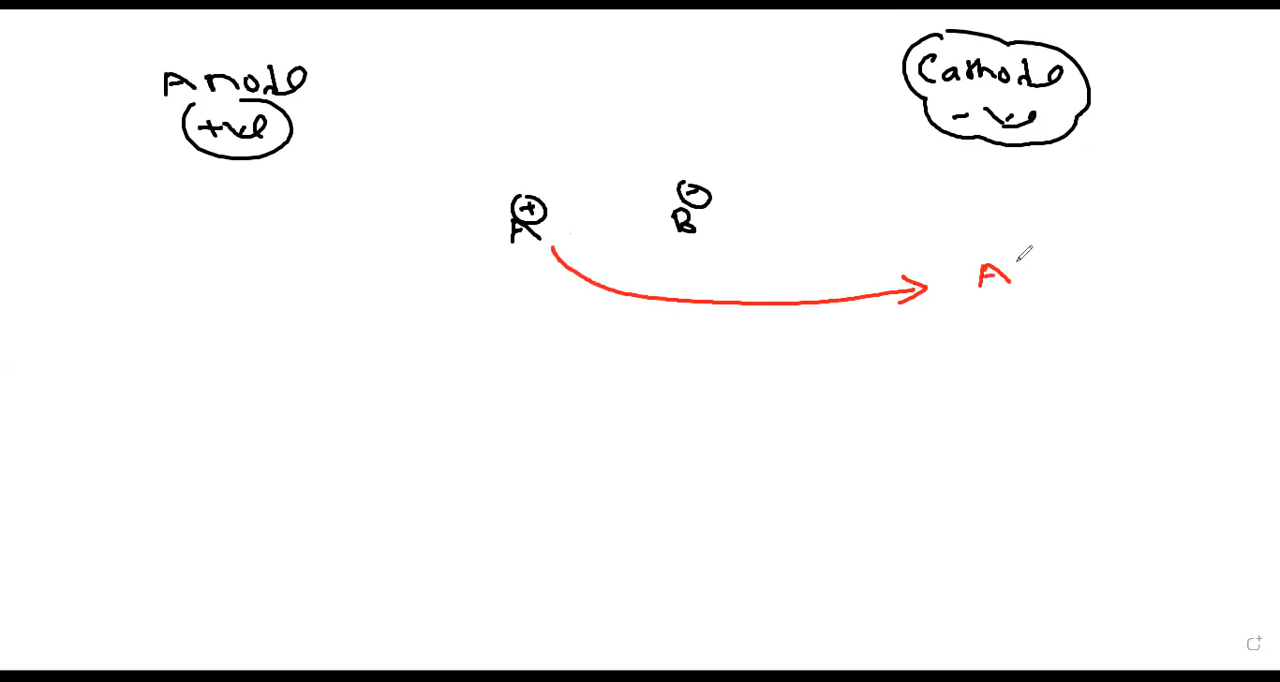 Anode
+ve
Cathode
- ve
A⊕ B⊖
A